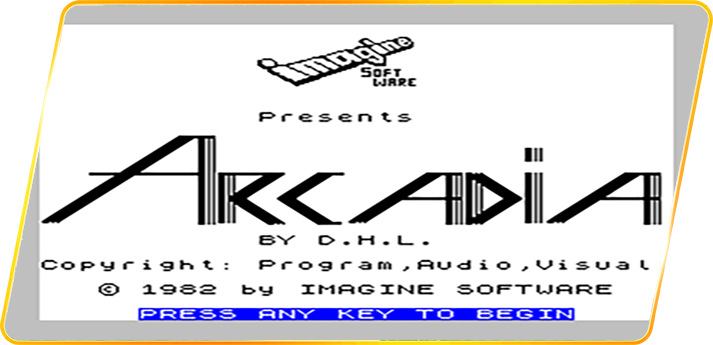 imagine
SOFT
WARE
Presents
ARCADIA
BY D.H.L.
Copyright: Program,Audio,Visual
© 1982 by IMAGINE SOFTWARE
PRESS ANY KEY TO BEGIN